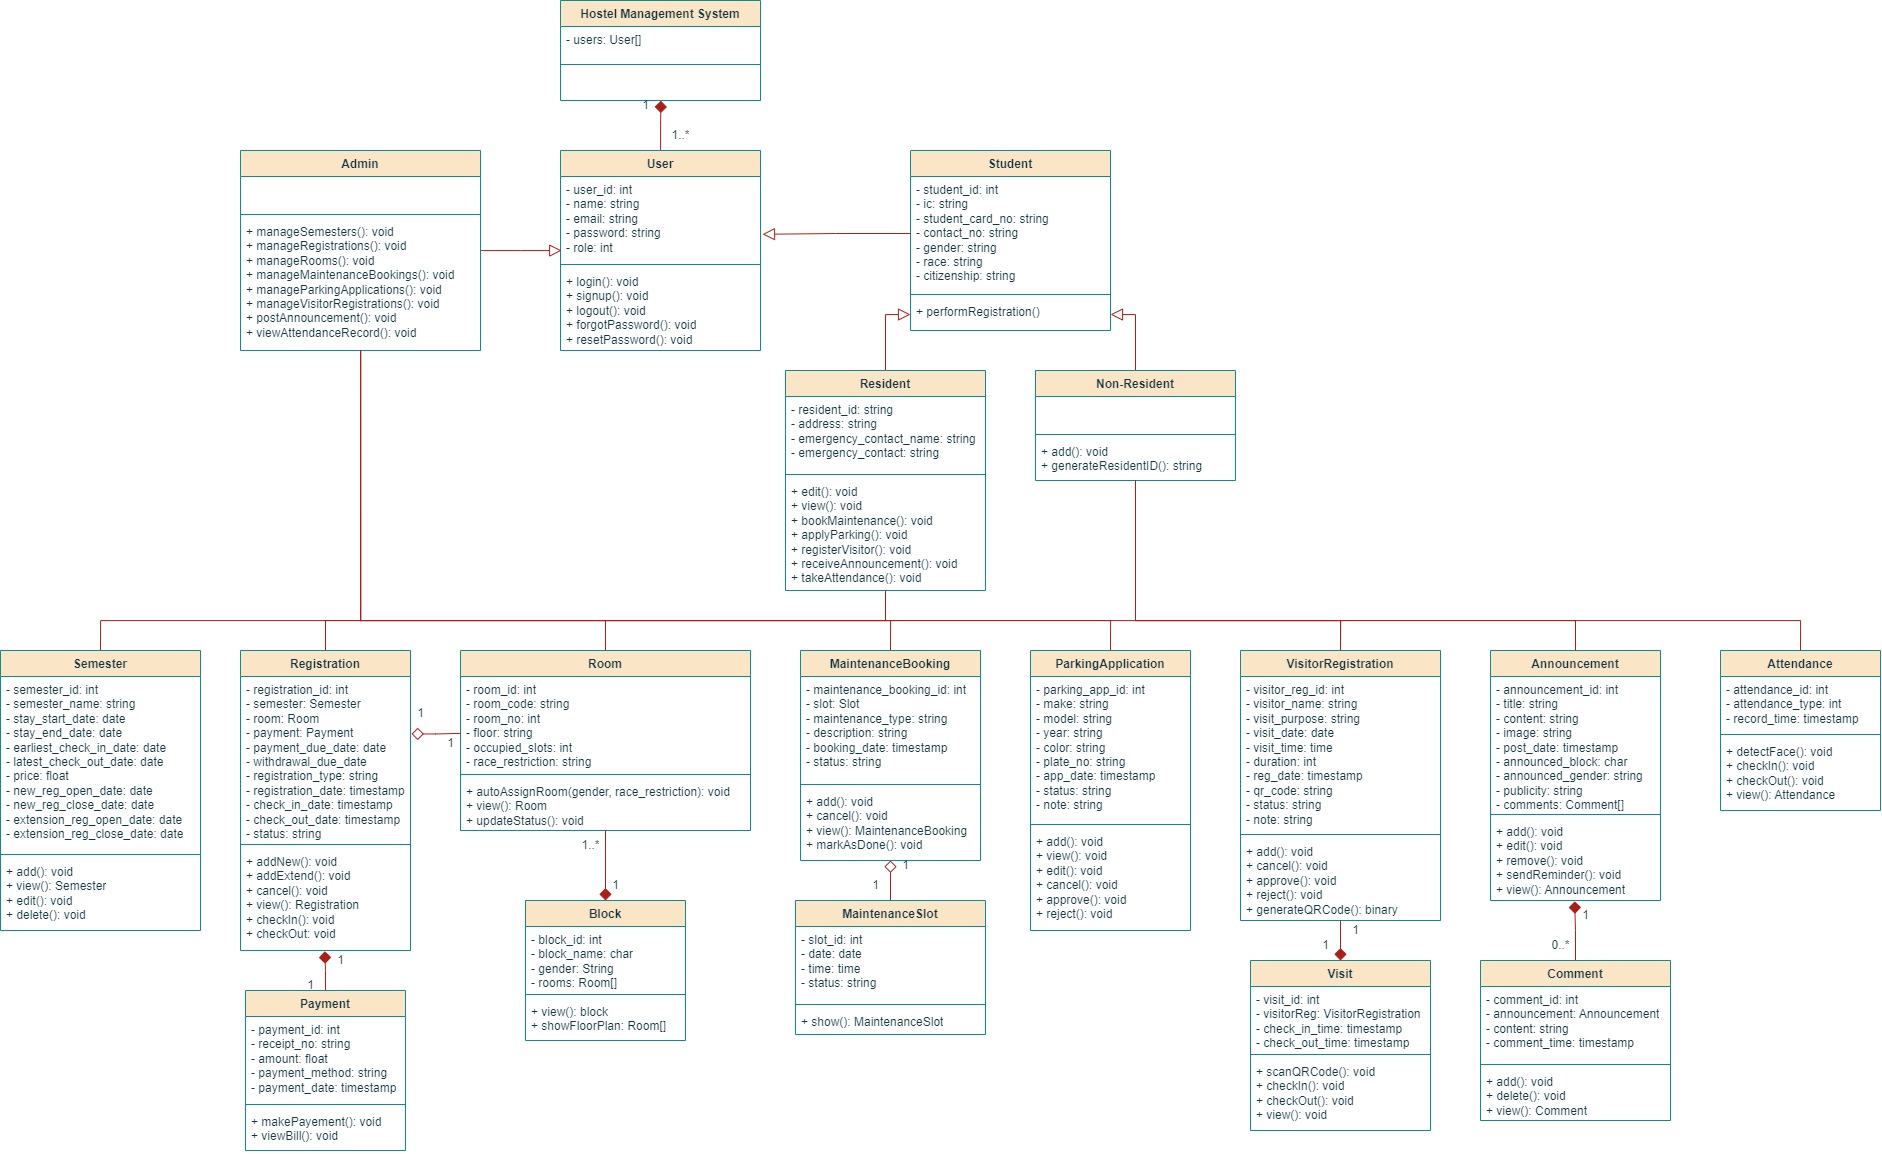 Hostel Management System
- users: User[]
1
1..*
Admin
+ manageSemesters(): void
+ manageRegistrations(): void
+ manageRooms(): void
+ manageMaintenanceBookings(): void
+ manageParkingApplications(): void
+ manageVisitorRegistrations(): void
+ postAnnouncement(): void
+ viewAttendanceRecord(): void
User
- user_id: int
- name: string
- email: string
- password: string
- role: int
+ login(): void
+ signup(): void
+ logout(): void
+ forgotPassword(): void
+ resetPassword(): void
Student
- student_id: int
- ic: string
- student_card_no: string
- contact_no: string
- gender: string
- race: string
- citizenship: string
+ performRegistration()
Resident
- resident_id: string
- address: string
- emergency_contact_name: string
- emergency_contact: string
+ edit(): void
+ view(): void
+ bookMaintenance(): void
+ applyParking(): void
+ registerVisitor(): void
+ receiveAnnouncement(): void
+ takeAttendance(): void
Non-Resident
+ add(): void
+ generateResidentID(): string
Semester
- semester_id: int
- semester_name: string
- stay_start_date: date
- stay_end_date: date
- earliest_check_in_date: date
- latest_check_out_date: date
- price: float
- new_reg_open_date: date
- new_reg_close_date: date
- extension_reg_open_date: date
- extension_reg_close_date: date
+ add(): void
+ view(): Semester
+ edit(): void
+ delete(): void
Registration
- registration_id: int
- semester: Semester
- room: Room
- payment: Payment
- payment_due_date: date
- withdrawal_due_date
- registration_type: string
- registration_date: timestamp
- check_in_date: timestamp
- check_out_date: timestamp
- status: string
+ addNew(): void
+ addExtend(): void
+ cancel(): void
+ view(): Registration
+ checkIn(): void
+ checkOut: void
1
1
Room
- room_id: int
- room_code: string
- room_no: int
- floor: string
- occupied_slots: int
- race_restriction: string
+ autoAssignRoom(gender, race_restriction): void
+ view(): Room
+ updateStatus(): void
MaintenanceBooking
- maintenance_booking_id: int
- slot: Slot
- maintenance_type: string
- description: string
- booking_date: timestamp
- status: string
+ add(): void
+ cancel(): void
+ view(): MaintenanceBooking
+ markAsDone(): void
ParkingApplication
- parking_app_id: int
- make: string
- model: string
- year: string
- color: string
- plate_no: string
- app_date: timestamp
- status: string
- note: string
+ add(): void
+ view(): void
+ edit(): void
+ cancel(): void
+ approve(): void
+ reject(): void
VisitorRegistration
- visitor_reg_id: int
- visitor_name: string
- visit_purpose: string
- visit_date: date
- visit_time: time
- duration: int
- reg_date: timestamp
- qr_code: string
- status: string
- note: string
+ add(): void
+ cancel(): void
+ approve(): void
+ reject(): void
+ generateQRCode(): binary
Announcement
- announcement_id: int
- title: string
- content: string
- image: string
- post_date: timestamp
- announced_block: char
- announced_gender: string
- publicity: string
- comments: Comment[]
+ add(): void
+ edit(): void
+ remove(): void
+ sendReminder(): void
+ view(): Announcement
Attendance
- attendance_id: int
- attendance_type: int
- record_time: timestamp
+ detectFace(): void
+ checkIn(): void
+ checkOut(): void
+ view(): Attendance
1
1
Payment
- payment_id: int
- receipt_no: string
- amount: float
- payment_method: string
- payment_date: timestamp
+ makePayement(): void
+ viewBill(): void
1..*
1
Block
- block_id: int
- block_name: char
- gender: String
- rooms: Room[]
+ view(): block
+ showFloorPlan: Room[]
1
1
MaintenanceSlot
- slot_id: int
- date: date
- time: time
- status: string
+ show(): MaintenanceSlot
1
1
Visit
- visit_id: int
- visitorReg: VisitorRegistration
- check_in_time: timestamp
- check_out_time: timestamp
+ scanQRCode(): void
+ checkIn(): void
+ checkOut(): void
+ view(): void
1
0..*
Comment
- comment_id: int
- announcement: Announcement
- content: string
- comment_time: timestamp
+ add(): void
+ delete(): void
+ view(): Comment